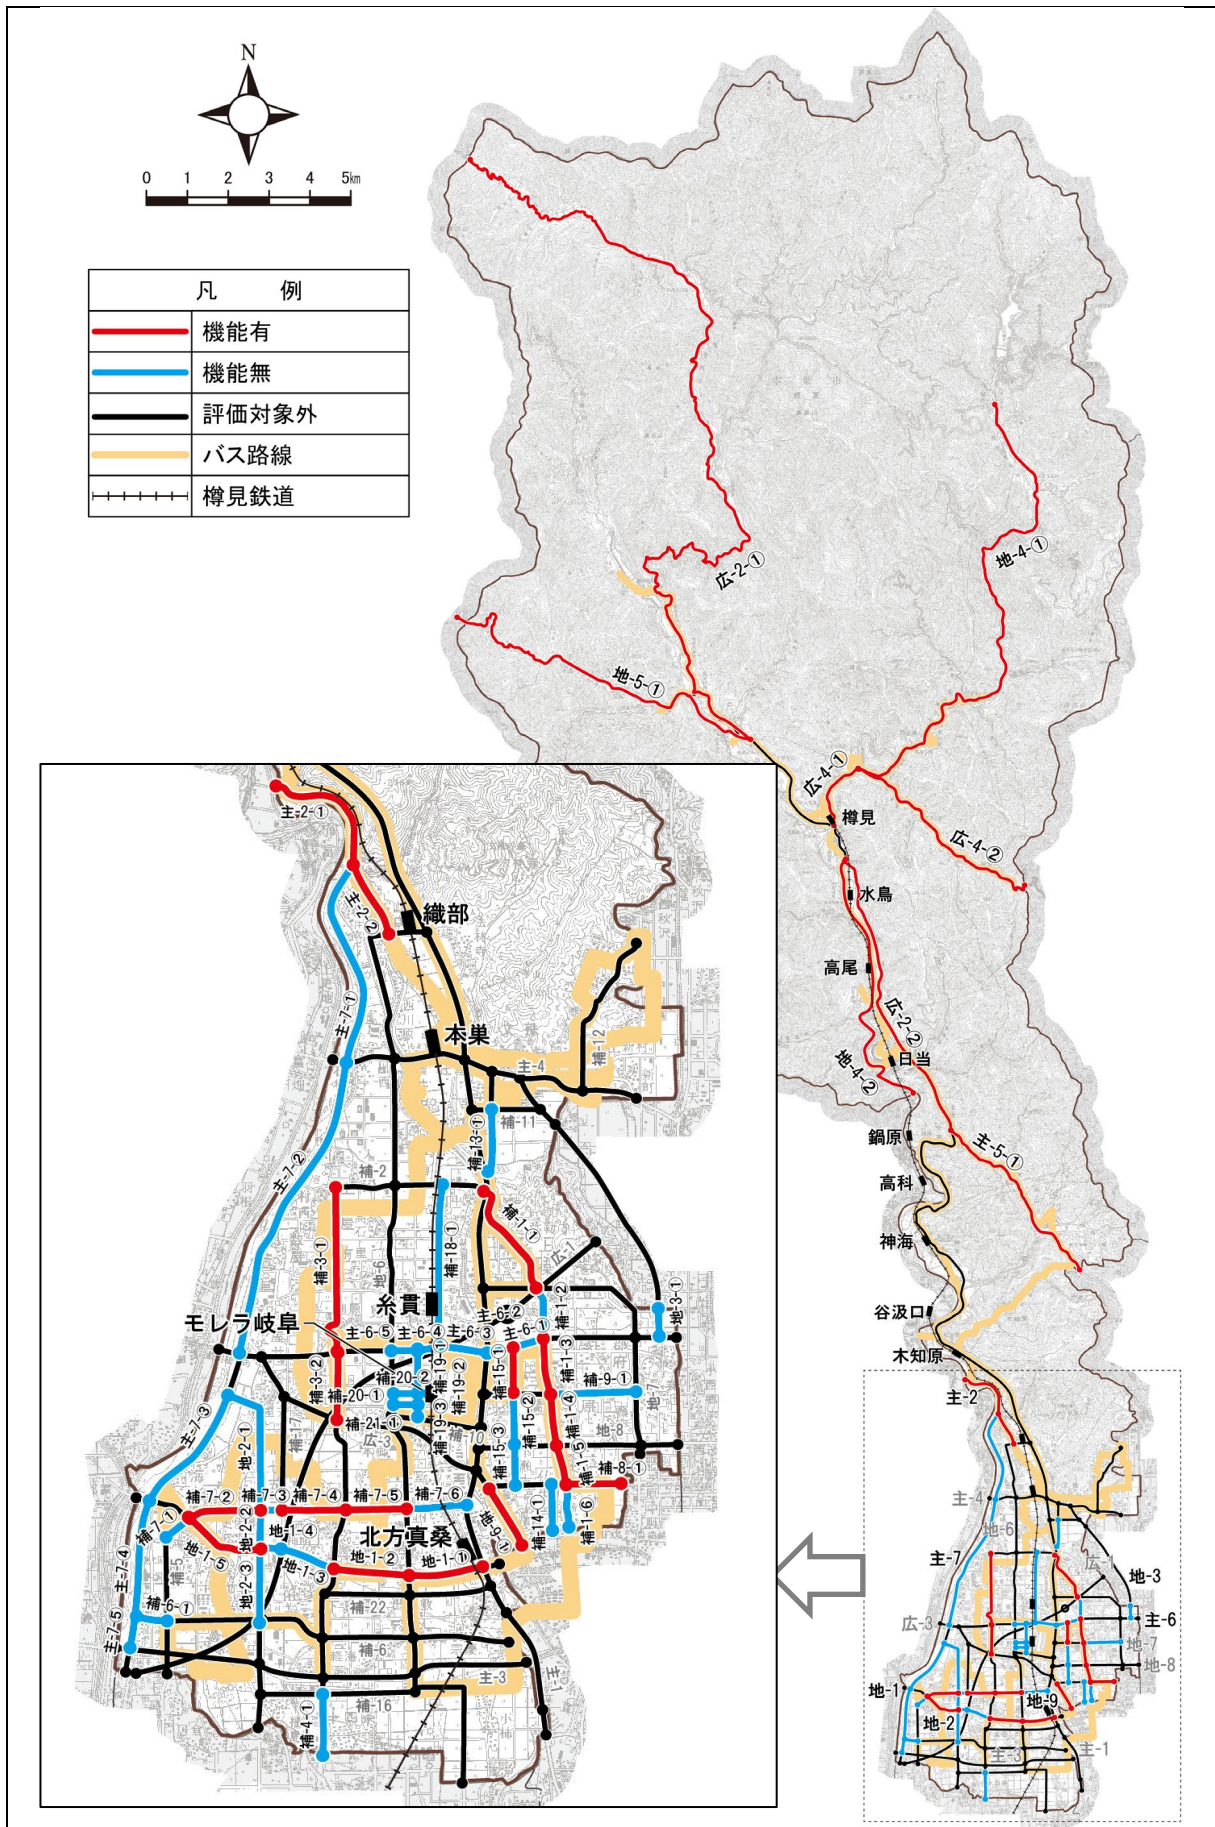 N
0 1 2 3 4 5km
凡 例
機能有
機能無
評価対象外
バス路線
樽見鉄道
広-2-①
地-4-①
地-5-①
広-4-①
樽見
広-4-②
水鳥
高尾
広-2-②
日当
地-4-②
鍋原
主-5-①
高科
神海
谷汲口
木知原
主-2
主-4
地-6
主-7
広-1
地-3
広-3
主-6
地-7
地-8
地-1
地-9
地-2
主-3
主-1
主-2-①
主-2-②
織部
主-7-①
本巣
補-12
主-4
補-11
補-13-①
主-7-②
補-2
補-1-①
補-3-①
地-6
補-18-①
広-1
糸貫
補-1-②
地-3-①
モレラ岐阜
主-6-⑤
主-6-④
主-6-③
主-6-②
主-6-①
補-3-②
補-20-②
補-20-①
補-19-①
補-19-②
補-15-①
補-1-③
補-9-①
地-7
補-21-①
補-19-③
補-15-②
補-1-④
主-7-③
地-2-①
補-17
広-3
補-10
補-15-③
地-8
補-1-⑤
補-8-①
補-7-②
補-7-③
補-7-④
補-7-⑤
補-7-⑥
補-7-①
地-2-②
地-1-④
北方真桑
地-9-①
補-14-①
補-1-⑥
主-7-④
補-5
地-1-⑤
地-2-③
地-1-③
地-1-②
地-1-①
主-7-⑤
補-6-①
補-22
補-6
主-3
主-1
補-16
補-4-①